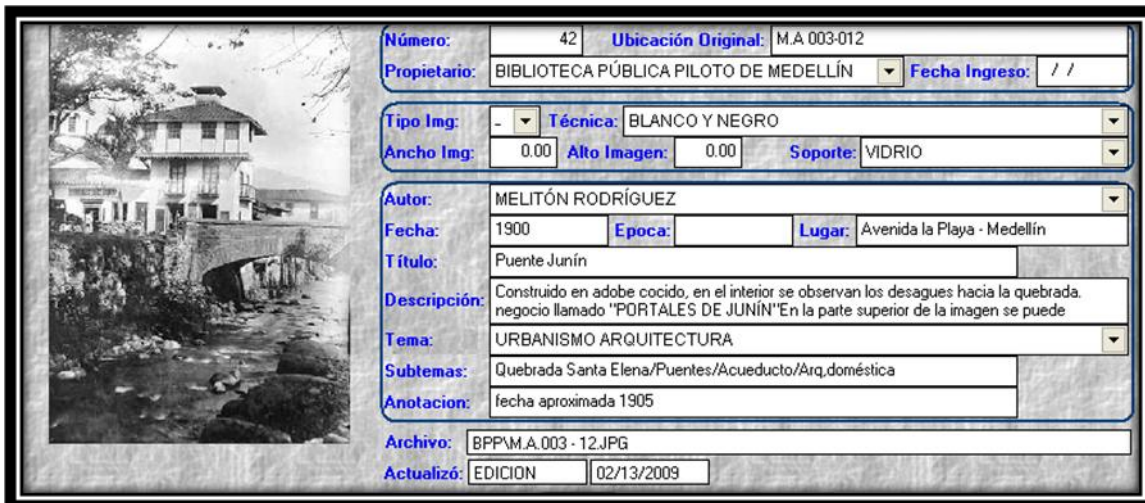 Número: 42 Ubicación Original: M.A 003-012
Propietario: BIBLIOTECA PÚBLICA PILOTO DE MEDELLÍN Fecha Ingreso: / /
Tipo Img: - Técnica: BLANCO Y NEGRO
Ancho Img: 0.00 Alto Imagen: 0.00 Soporte: VIDRIO
Autor: MELITÓN RODRÍGUEZ
Fecha: 1900 Epoca: Lugar: Avenida la Playa - Medellín
Título: Puente Junín
Descripción: Construido en adobe cocido, en el interior se observan los desagues hacia la quebrada.
negocio llamado "PORTALES DE JUNÍN"En la parte superior de la imagen se puede
Tema: URBANISMO ARQUITECTURA
Subtemas: Quebrada Santa Elena/Puentes/Acueducto/Arq,doméstica
Anotacion: fecha aproximada 1905
Archivo: BPP\M.A.003 - 12.JPG
Actualizó: EDICION 02/13/2009